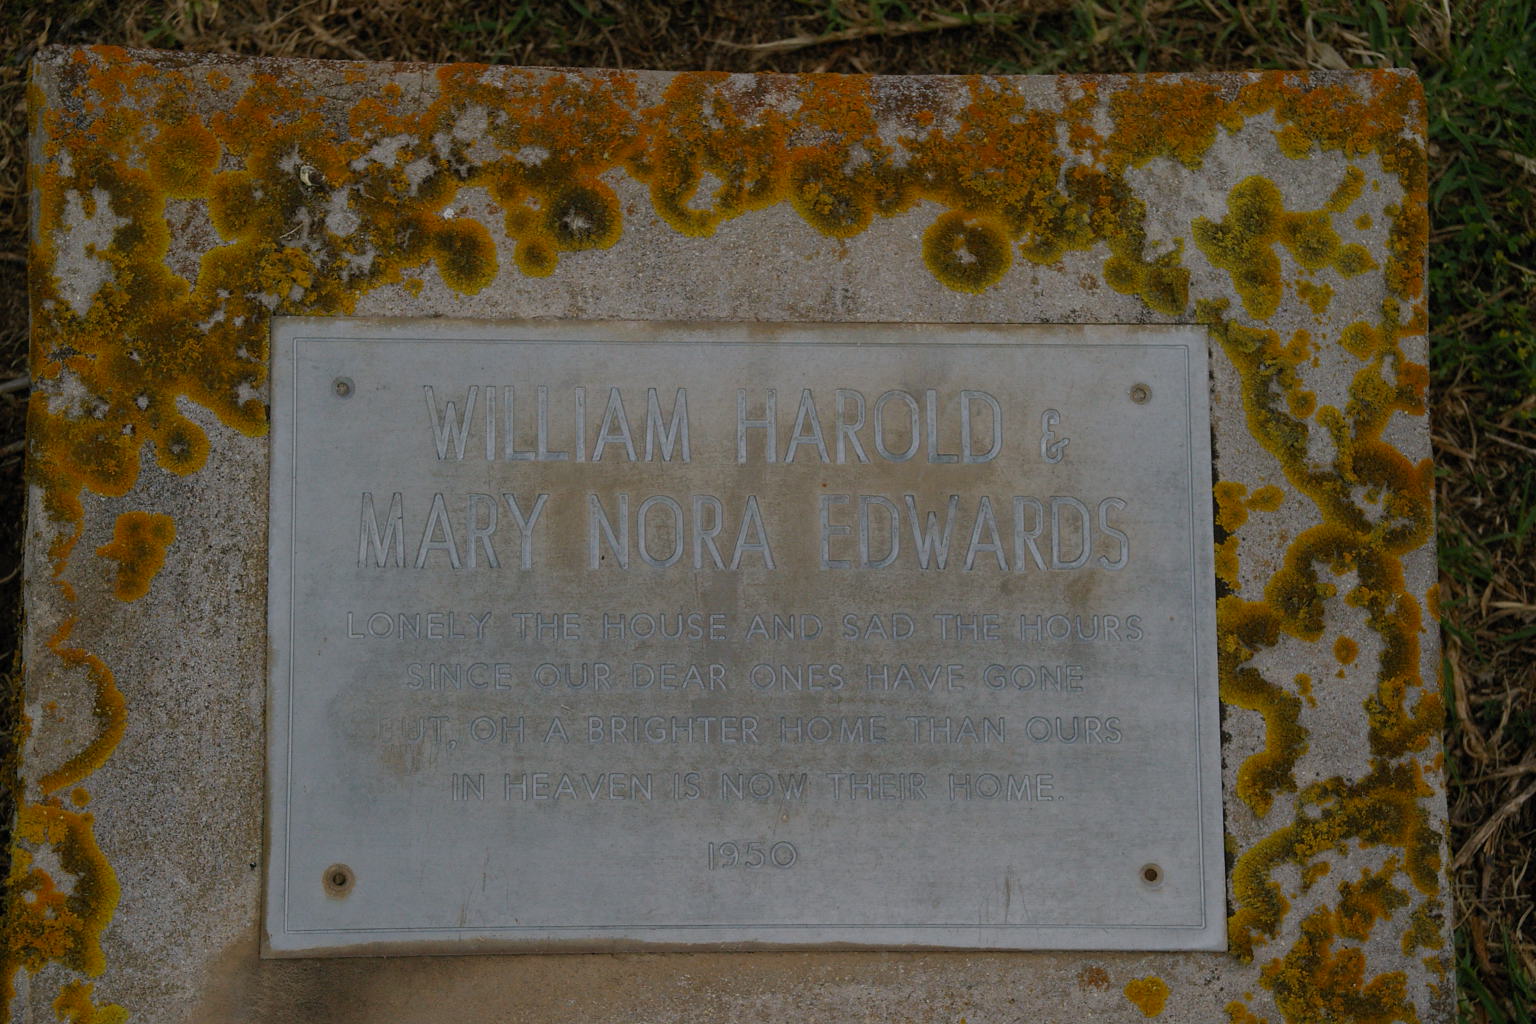 WILLIAM HAROLD &
MARY NORA EDWARDS
LONELY THE HOUSE AND SAD THE HOURS
SINCE OUR DEAR ONES HAVE GONE
BUT, OH A BRIGHTER HOME THAN OURS
IN HEAVEN IS NOW THEIR HOME.
1950